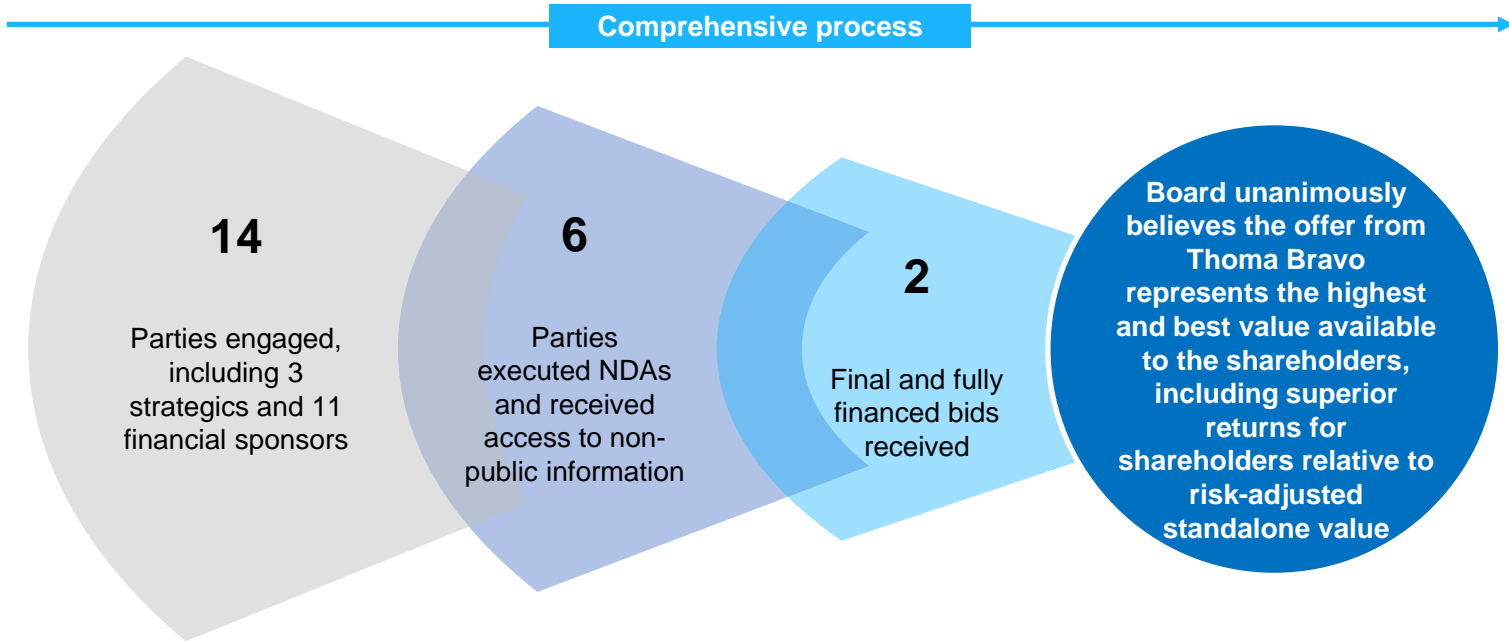 Comprehensive process
14
Parties engaged,
including 3
strategics and 11
financial sponsors
6
Parties
executed NDAs
and received
access to non-
public information
2
Final and fully
financed bids
received
Board unanimously
believes the offer from
Thoma Bravo
represents the highest
and best value available
to the shareholders,
including superior
returns for
shareholders relative to
risk-adjusted
standalone value